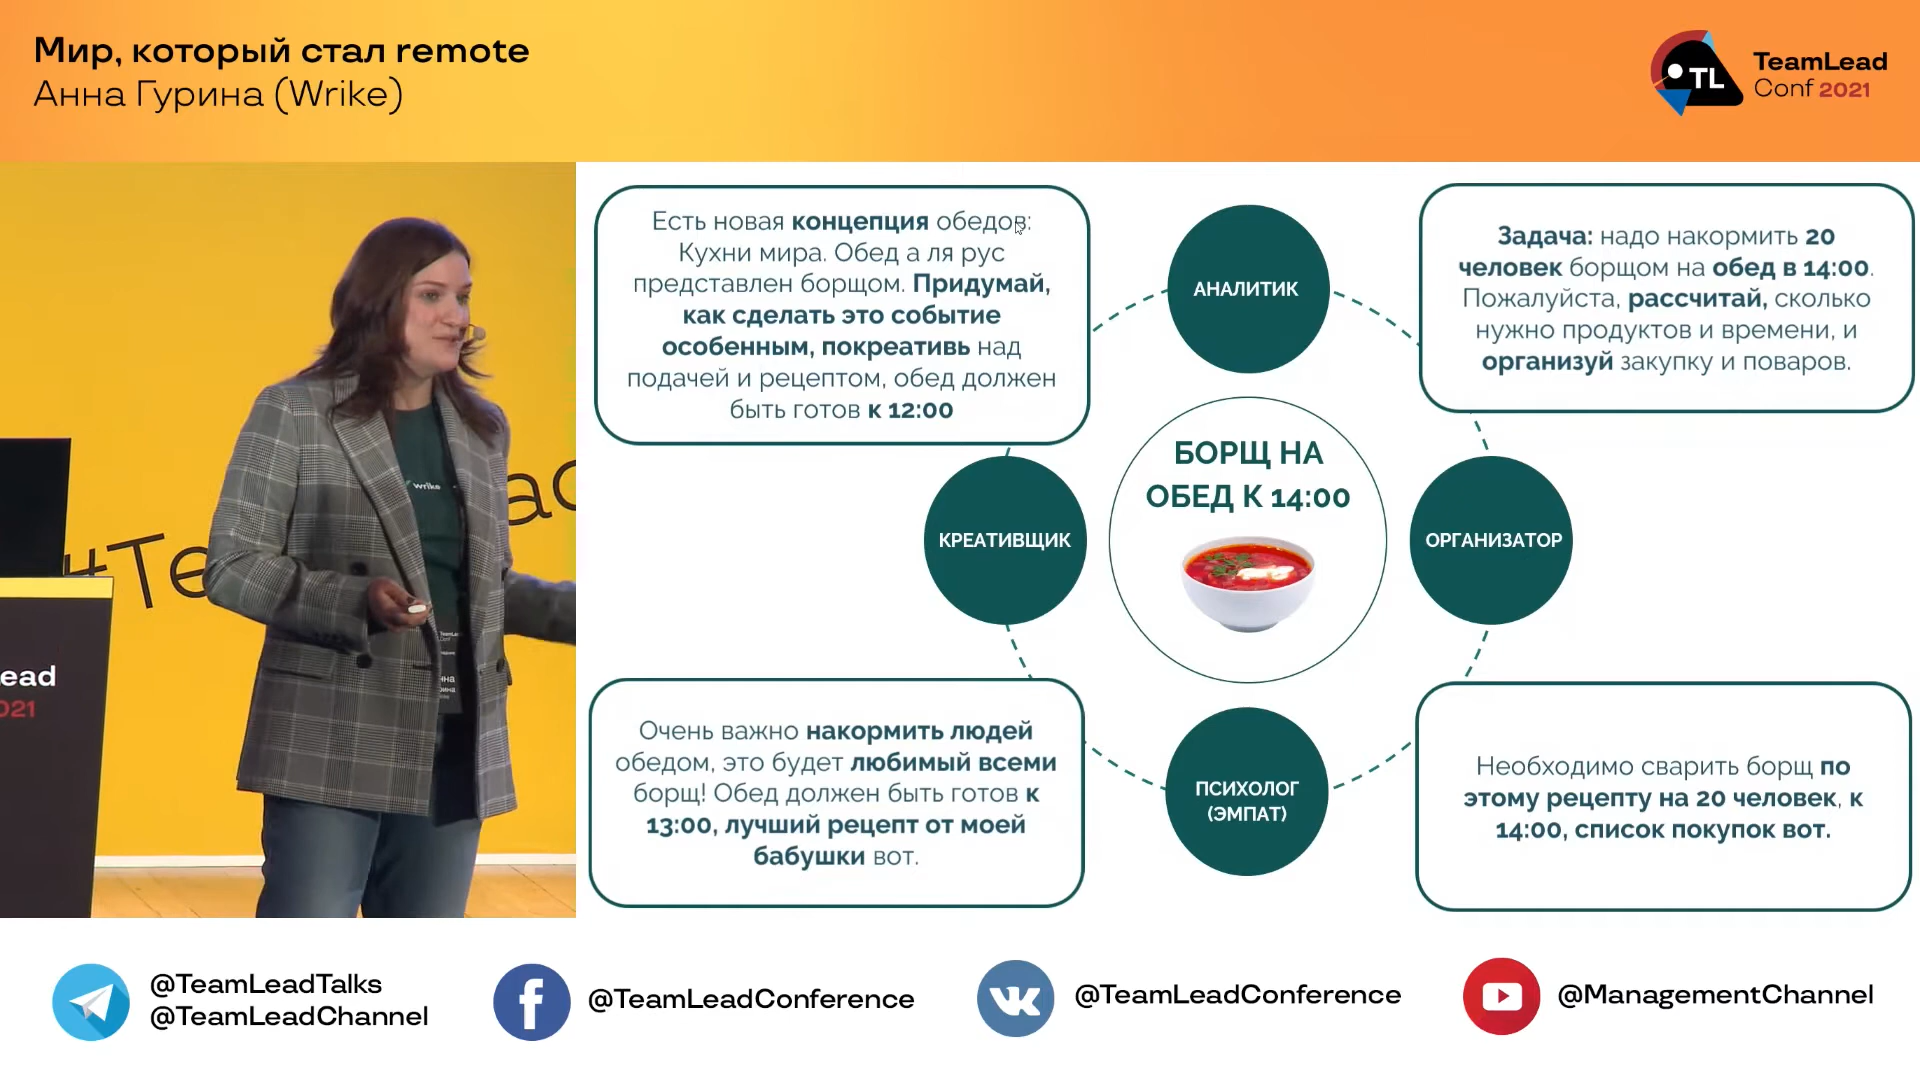 Мир, который стал remote
Анна Гурина (Wrike)
TL
TeamLead
Conf 2021
Есть новая концепция обедов:
Кухни мира. Обед а ля рус
представлен борщом. Придумай,
как сделать это событие
особенным, покреативь над
подачей и рецептом, обед должен
быть готов к 12:00
АНАЛИТИК
Задача: надо накормить 20
человек борщом на обед в 14:00.
Пожалуйста, рассчитай, сколько
нужно продуктов и времени, и
организуй закупку и поваров.
БОРЩ НА
ОБЕД К 14:00
КРЕАТИВЩИК
ОРГАНИЗАТОР
Очень важно накормить людей
обедом, это будет любимый всеми
борщ! Обед должен быть готов к
13:00, лучший рецепт от моей
бабушки вот.
ПСИХОЛОГ
(ЭМПАТ)
Необходимо сварить борщ по
этому рецепту на 20 человек, к
14:00, список покупок вот.
wrike
#Te
ead
021
@TeamLeadTalks
@TeamLeadChannel
@TeamLeadConference
@TeamLeadConference
@ManagementChannel